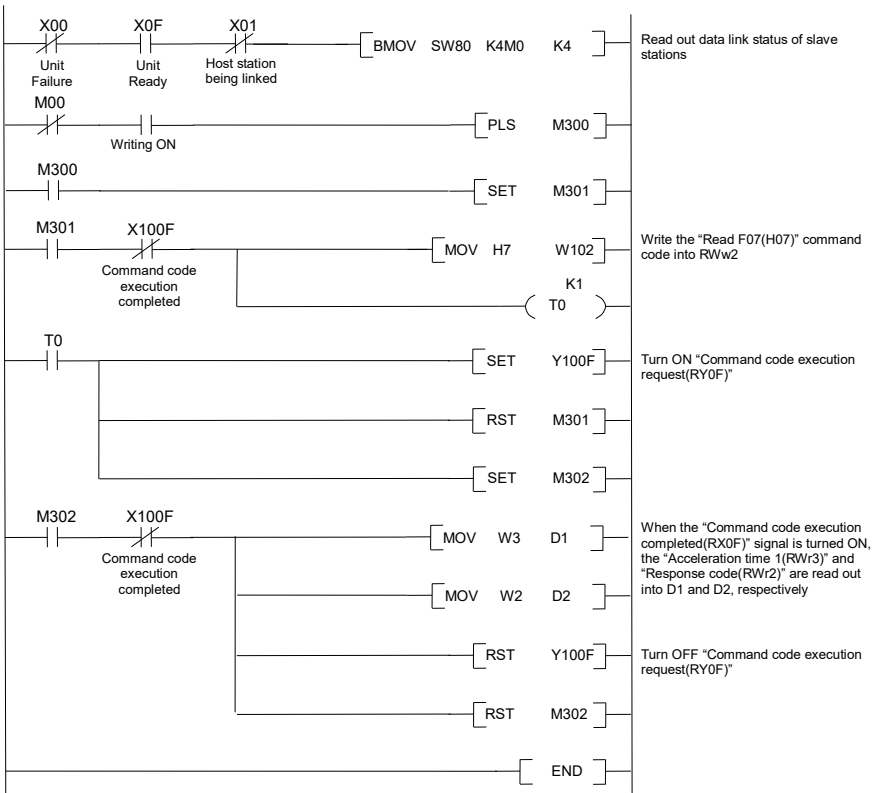 X00 X0F X01
BMOV SW80 K4M0 K4
Read out data link status of slave
stations
Unit
Failure
Unit
Ready
Host station
being linked
M00
Writing ON
PLS M300
M300
SET M301
M301 X100F
MOV H7 W102
Write the “Read F07(H07)” command
code into RWw2
Command code
execution
completed
K1
T0
T0
SET Y100F
Turn ON “Command code execution
request(RY0F)”
RST M301
SET M302
M302 X100F
MOV W3 D1
When the “Command code execution
completed(RX0F)” signal is turned ON,
the “Acceleration time 1(RWr3)” and
“Response code(RWr2)” are read out
into D1 and D2, respectively
Command code
execution
completed
MOV W2 D2
RST Y100F
Turn OFF “Command code execution
request(RY0F)”
RST M302
END